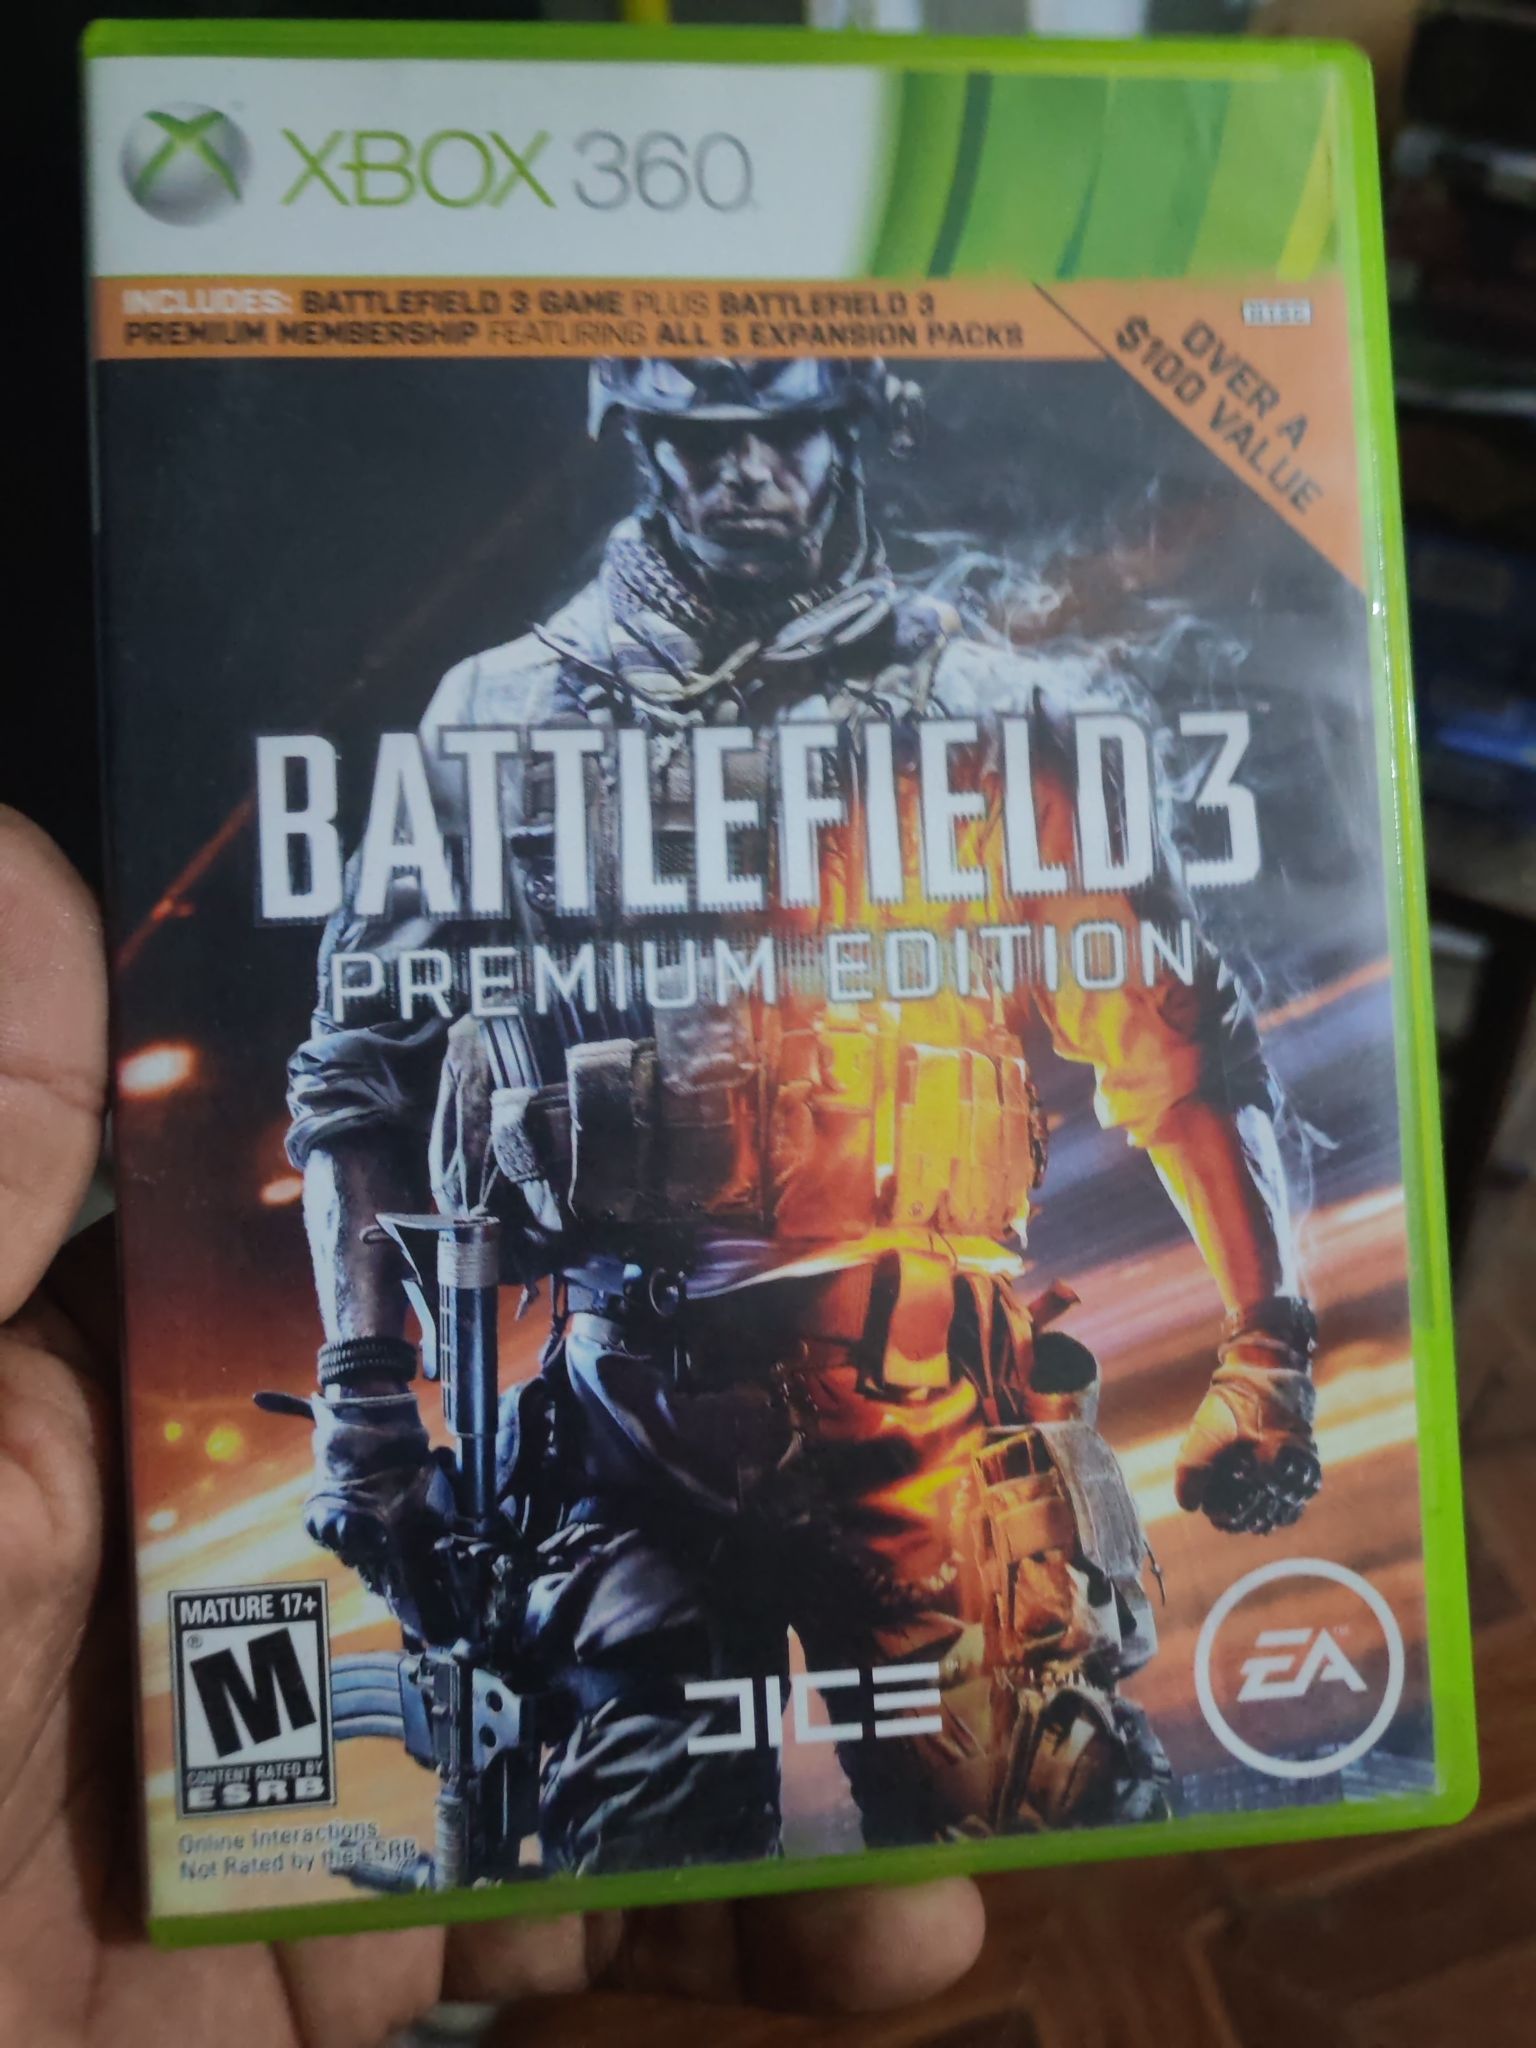 XBOX 360
INCLUDES: BATTLEFIELD 3 GAME PLUS BATTLEFIELD 3
PREMIUM MEMBERSHIP FEATURING ALL 5 EXPANSION PACKS
NTSC
OVER A
$100 VALUE
BATTLEFIELD 3
PREMIUM EDITION
MATURE 17+
M
CONTENT RATED BY
ESRB
Online Interactions
Not Rated by the ESRB
DICE
EA